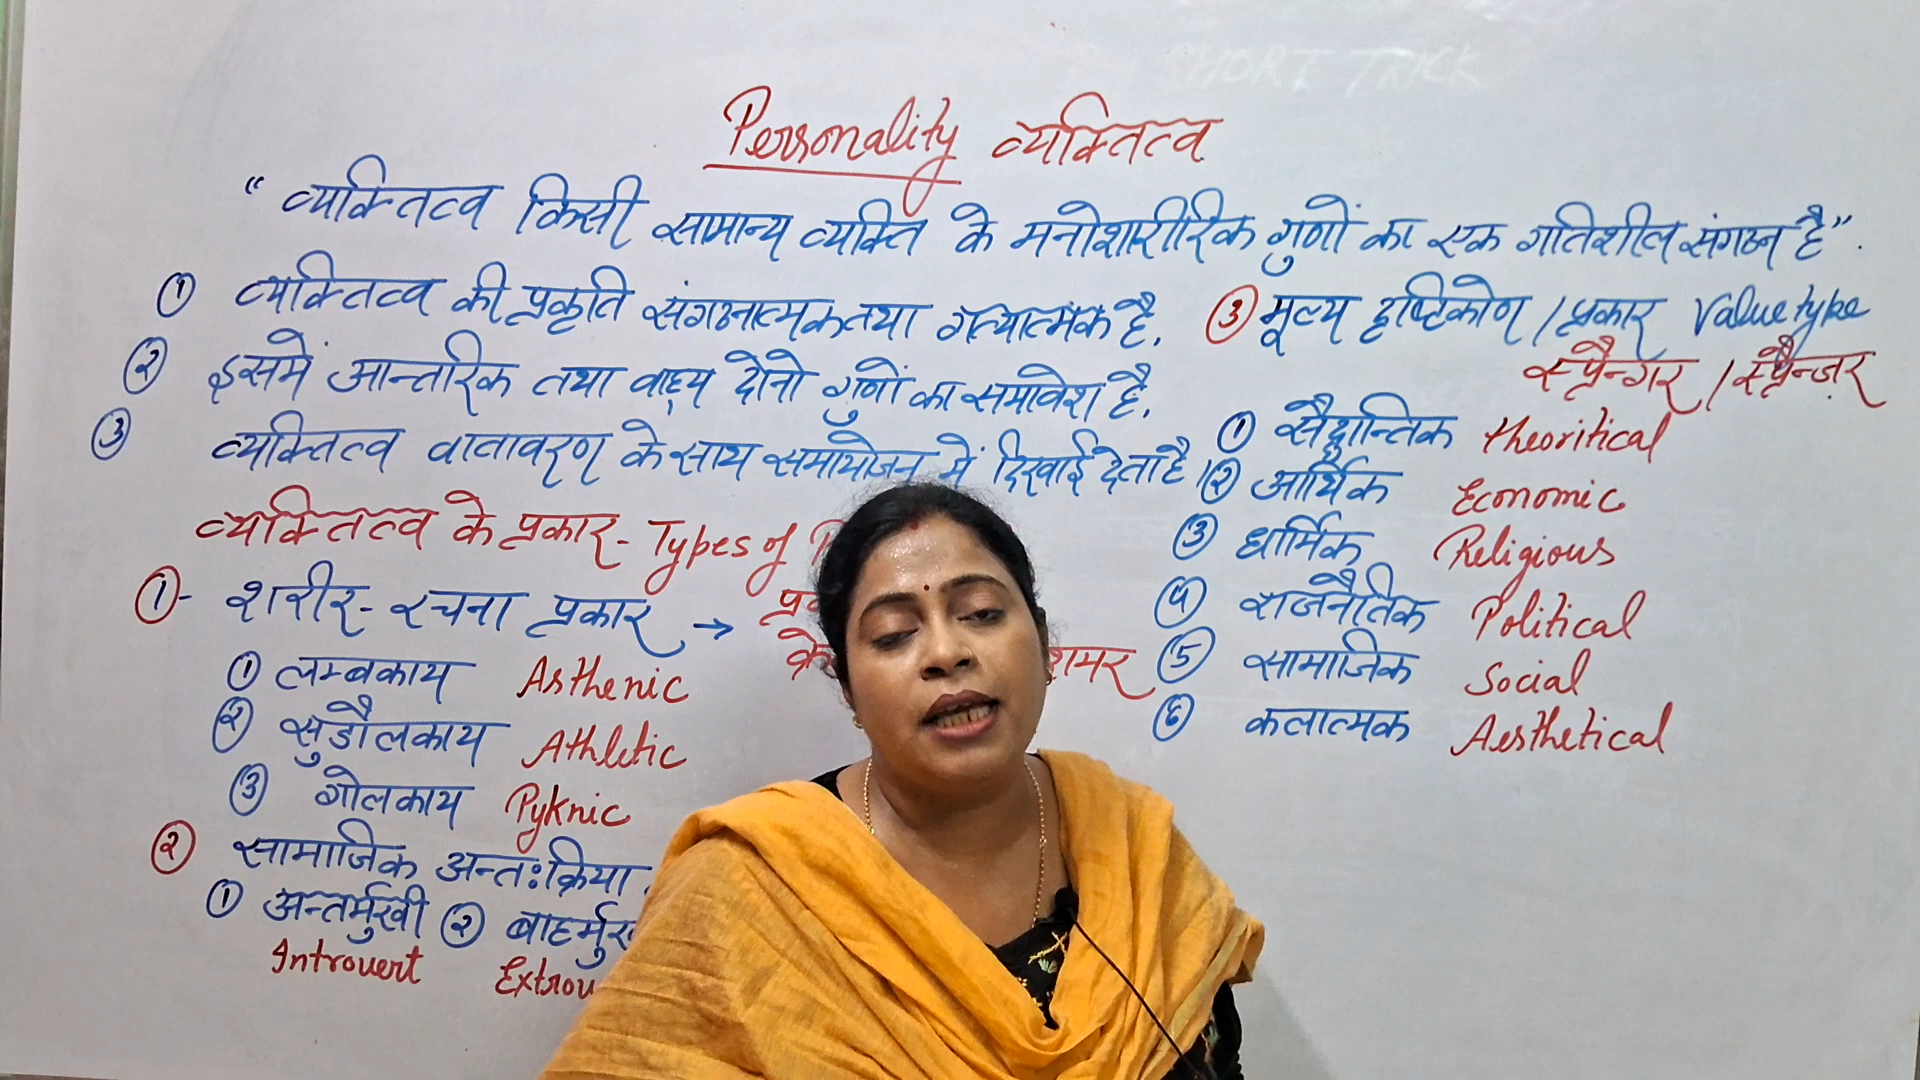 SHORT TRICK
Personality व्यक्तित्व
“ व्यक्तित्व किसी सामान्य व्यक्ति के मनोशारीरिक गुणों का एक गतिशील संगठन है”.
① व्यक्तित्व की प्रकृति संगठनात्मक तथा गत्यात्मक है.
② इसमें आन्तरिक तथा वाह्य दोनो गुणों का समावेश है.
③ व्यक्तित्व वातावरण के साथ समायोजन में दिखाई देता है
व्यक्तित्व के प्रकार - Types of
① - शरीर - रचना प्रकार →
① लम्बकाय Asthenic
② सुडौलकाय Athletic
③ गोलकाय Pyknic
② सामाजिक अन्तःक्रिया
① अन्तर्मुखी ②
Introvert
③ मूल्य दृष्टिकोण / प्रकार Value type
स्प्रैन्गर / स्प्रैन्ज़र
① सैद्धान्तिक theoritical
② आर्थिक Economic
③ धार्मिक Religious
④ राजनैतिक Political
⑤ सामाजिक Social
⑥ कलात्मक Aesthetical